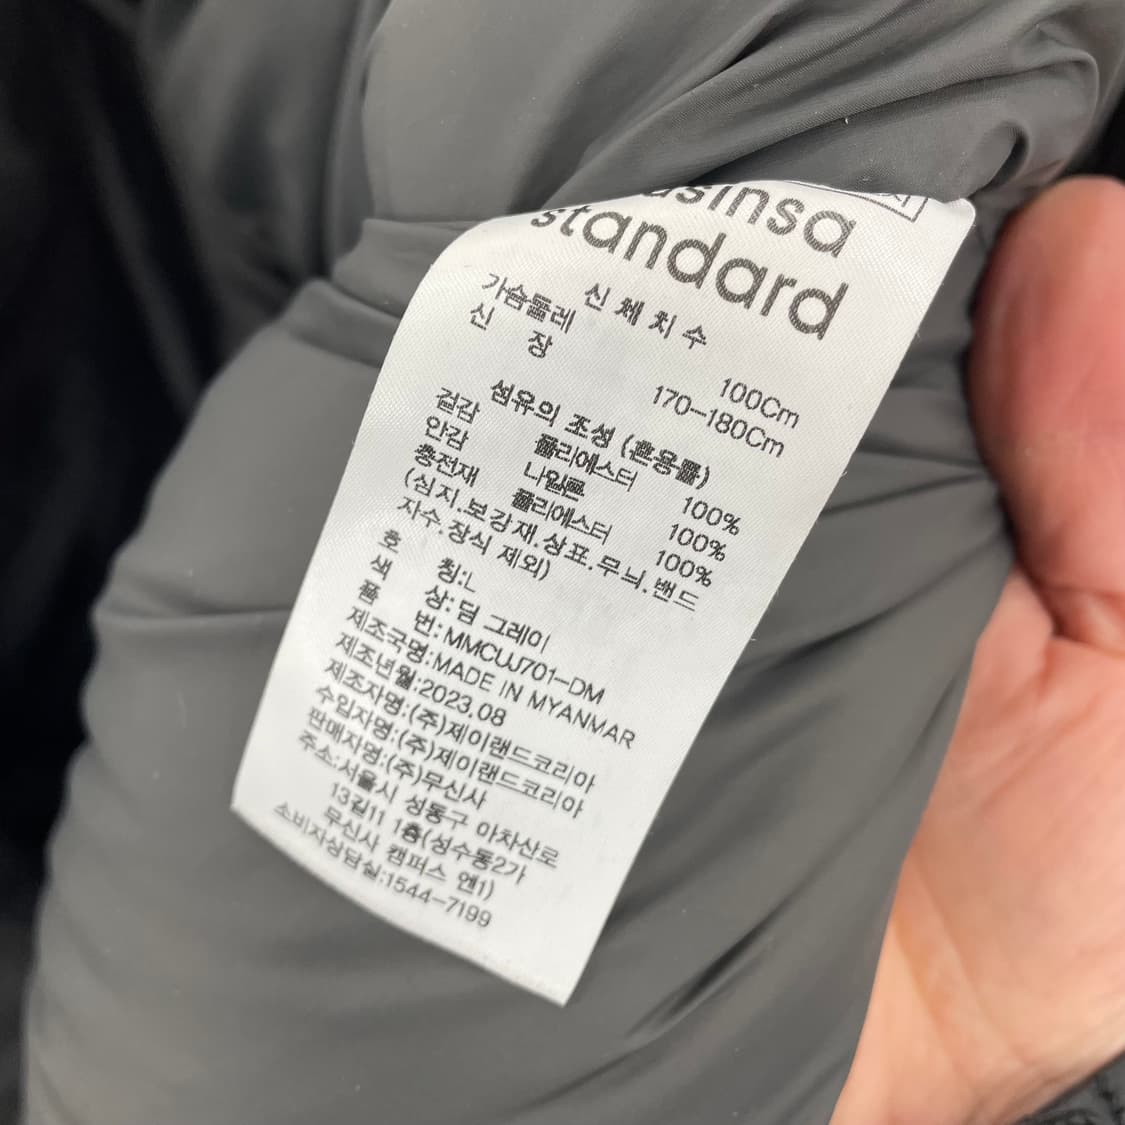 usinsa
standard
신 체 치 수
가슴둘레 100Cm
신 장 170-180Cm
섬유의 조성 (혼용률)
겉감 폴리에스터 100%
안감 나일론 100%
충전재 폴리에스터 100%
(심지.보강재.상표.무늬.밴드
자수.장식 제외)
호 칭:L
색 상:딤 그레이
품 번:MMCUJ701-DM
제조국명:MADE IN MYANMAR
제조년월:2023.08
제조자명:(주)제이랜드코리아
수입자명:(주)제이랜드코리아
판매자명:(주)무신사
주소:서울시 성동구 아차산로
13길11 1층(성수동2가
무신사 캠퍼스 엔1)
소비자상담실:1544-7199